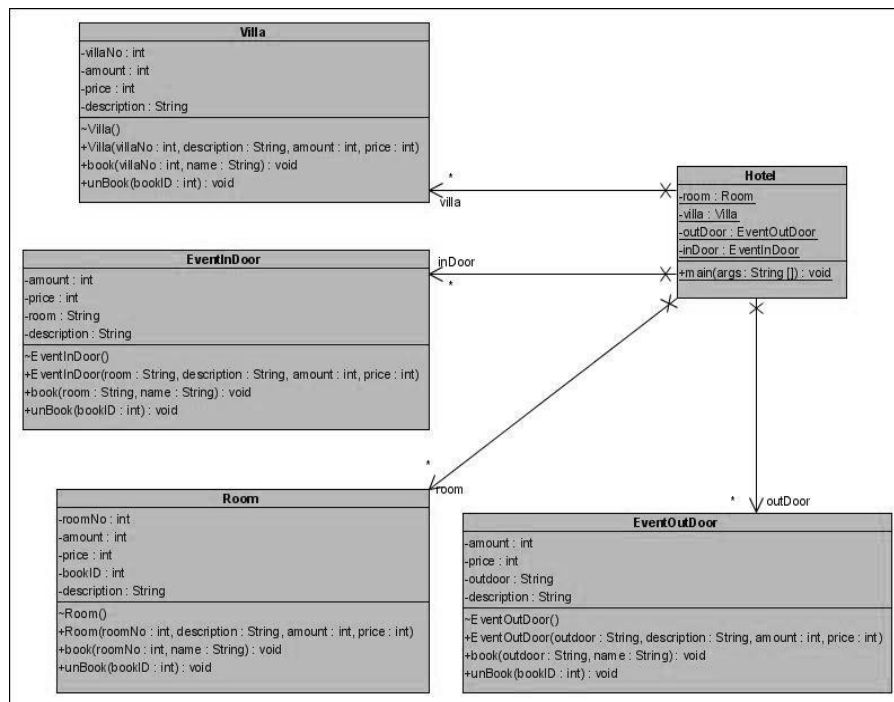 Villa
-villaNo : int
-amount : int
-price : int
-description : String
~Villa()
+Villa(villaNo : int, description : String, amount : int, price : int)
+book(villaNo : int, name : String) : void
+unBook(bookID : int) : void
*
villa
Hotel
-room : Room
-villa : Villa
-outDoor : EventOutDoor
-inDoor : EventInDoor
+main(args : String []) : void
EventInDoor
-amount : int
-price : int
-room : String
-description : String
~EventInDoor()
+EventInDoor(room : String, description : String, amount : int, price : int)
+book(room : String, name : String) : void
+unBook(bookID : int) : void
inDoor
*
*
room
Room
-roomNo : int
-amount : int
-price : int
-bookID : int
-description : String
~Room()
+Room(roomNo : int, description : String, amount : int, price : int)
+book(roomNo : int, name : String) : void
+unBook(bookID : int) : void
*
outDoor
EventOutDoor
-amount : int
-price : int
-outdoor : String
-description : String
~EventOutDoor()
+EventOutDoor(outdoor : String, description : String, amount : int, price : int)
+book(outdoor : String, name : String) : void
+unBook(bookID : int) : void